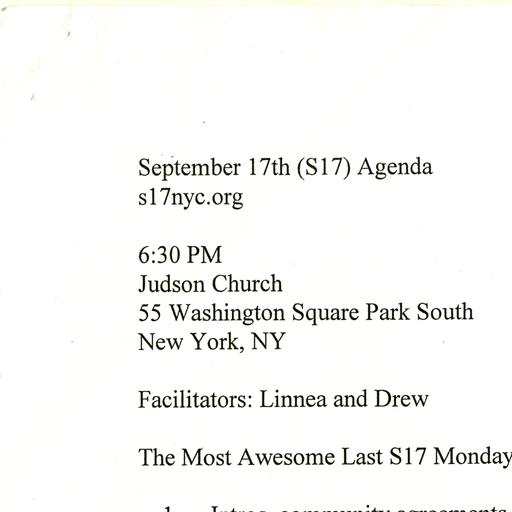 September 17th (S17) Agenda
s17nyc.org
6:30 PM
Judson Church
55 Washington Square Park South
New York, NY
Facilitators: Linnea and Drew
The Most Awesome Last S17 Monday
1. Intros, community agreements